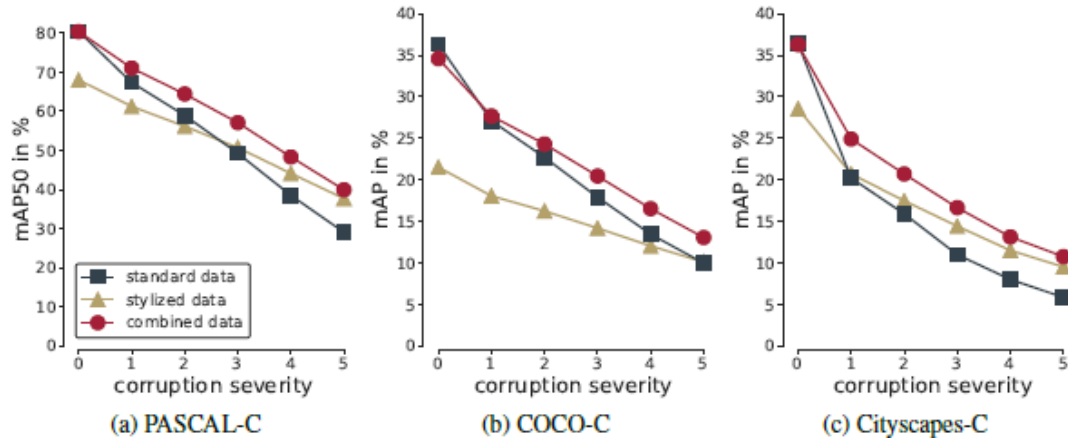 mAP50 in %
80
70
60
50
40
30
20
10
0
standard data
stylized data
combined data
0 1 2 3 4 5
corruption severity
(a) PASCAL-C
mAP in %
40
35
30
25
20
15
10
5
0
0 1 2 3 4 5
corruption severity
(b) COCO-C
mAP in %
40
35
30
25
20
15
10
5
0
0 1 2 3 4 5
corruption severity
(c) Cityscapes-C